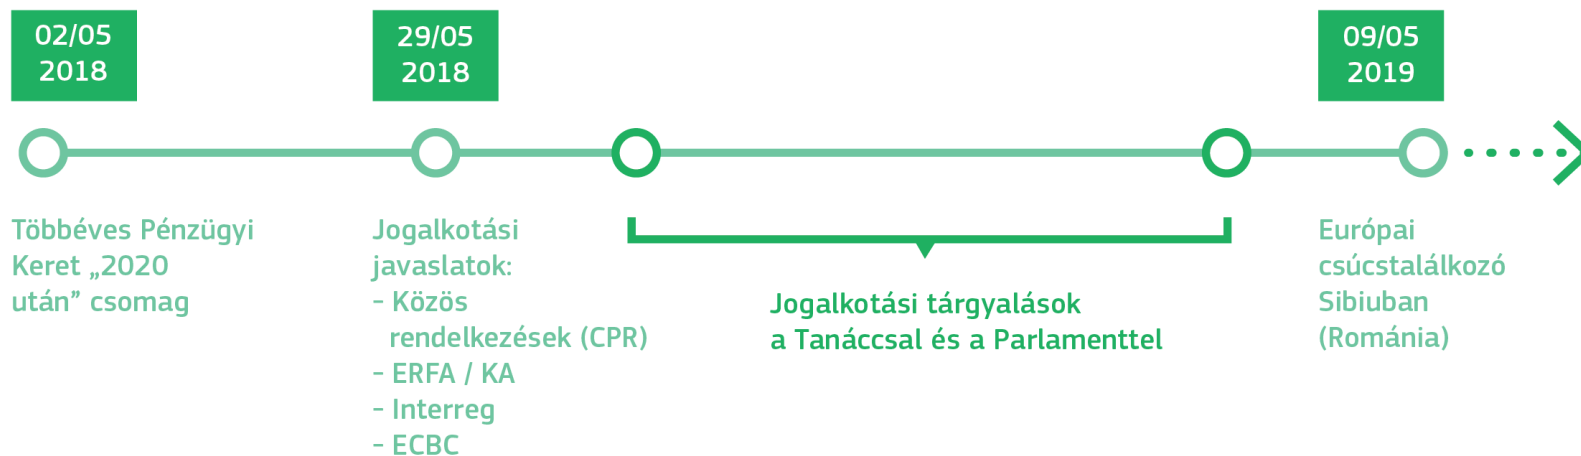 02/05
2018
29/05
2018
09/05
2019
Többéves Pénzügyi
Keret „2020
után” csomag
Jogalkotási
javaslatok:
- Közös
rendelkezések (CPR)
- ERFA / KA
- Interreg
- ECBC
Jogalkotási tárgyalások
a Tanáccsal és a Parlamenttel
Európai
csúcstalálkozó
Sibiuban
(Románia)